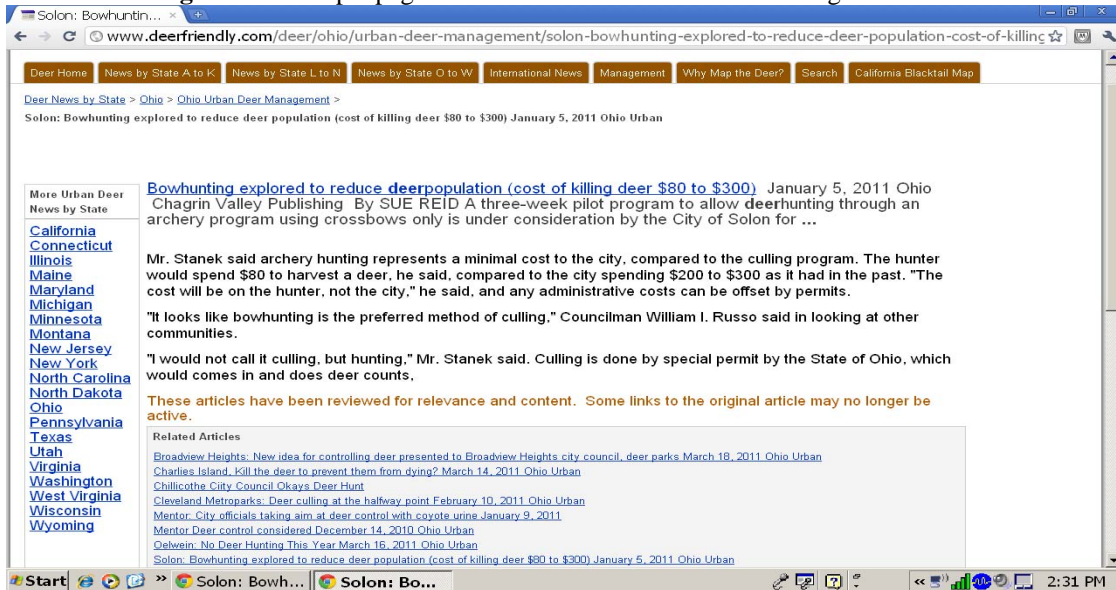 Solon: Bowhuntin...
www.deerfriendly.com/deer/ohio/urban-deer-management/solon-bowhunting-explored-to-reduce-deer-population-cost-of-killing
Deer Home News by State A to K News by State L to N News by State O to W International News Management Why Map the Deer? Search California Blacktail Map
Deer News by State > Ohio > Ohio Urban Deer Management >
Solon: Bowhunting explored to reduce deer population (cost of killing deer $80 to $300) January 5, 2011 Ohio Urban
More Urban Deer
News by State
California
Connecticut
Illinois
Maine
Maryland
Michigan
Minnesota
Montana
New Jersey
New York
North Carolina
North Dakota
Ohio
Pennsylvania
Texas
Utah
Virginia
Washington
West Virginia
Wisconsin
Wyoming
Bowhunting explored to reduce deerpopulation (cost of killing deer $80 to $300) January 5, 2011 Ohio
Chagrin Valley Publishing By SUE REID A three-week pilot program to allow deerhunting through an
archery program using crossbows only is under consideration by the City of Solon for ...
Mr. Stanek said archery hunting represents a minimal cost to the city, compared to the culling program. The hunter
would spend $80 to harvest a deer, he said, compared to the city spending $200 to $300 as it had in the past. "The
cost will be on the hunter, not the city," he said, and any administrative costs can be offset by permits.
"It looks like bowhunting is the preferred method of culling," Councilman William I. Russo said in looking at other
communities.
"I would not call it culling, but hunting," Mr. Stanek said. Culling is done by special permit by the State of Ohio, which
would comes in and does deer counts,
These articles have been reviewed for relevance and content. Some links to the original article may no longer be
active.
Related Articles
Broadview Heights: New idea for controlling deer presented to Broadview Heights city council, deer parks March 18, 2011 Ohio Urban
Charlies Island, Kill the deer to prevent them from dying? March 14, 2011 Ohio Urban
Chillicothe Ciity Council Okays Deer Hunt
Cleveland Metroparks: Deer culling at the halfway point February 10, 2011 Ohio Urban
Mentor: City officials taking aim at deer control with coyote urine January 9, 2011
Mentor Deer control considered December 14, 2010 Ohio Urban
Oelwein: No Deer Hunting This Year March 16, 2011 Ohio Urban
Solon: Bowhunting explored to reduce deer population (cost of killing deer $80 to $300) January 5, 2011 Ohio Urban
Start Solon: Bowh... Solon: Bo... 2:31 PM